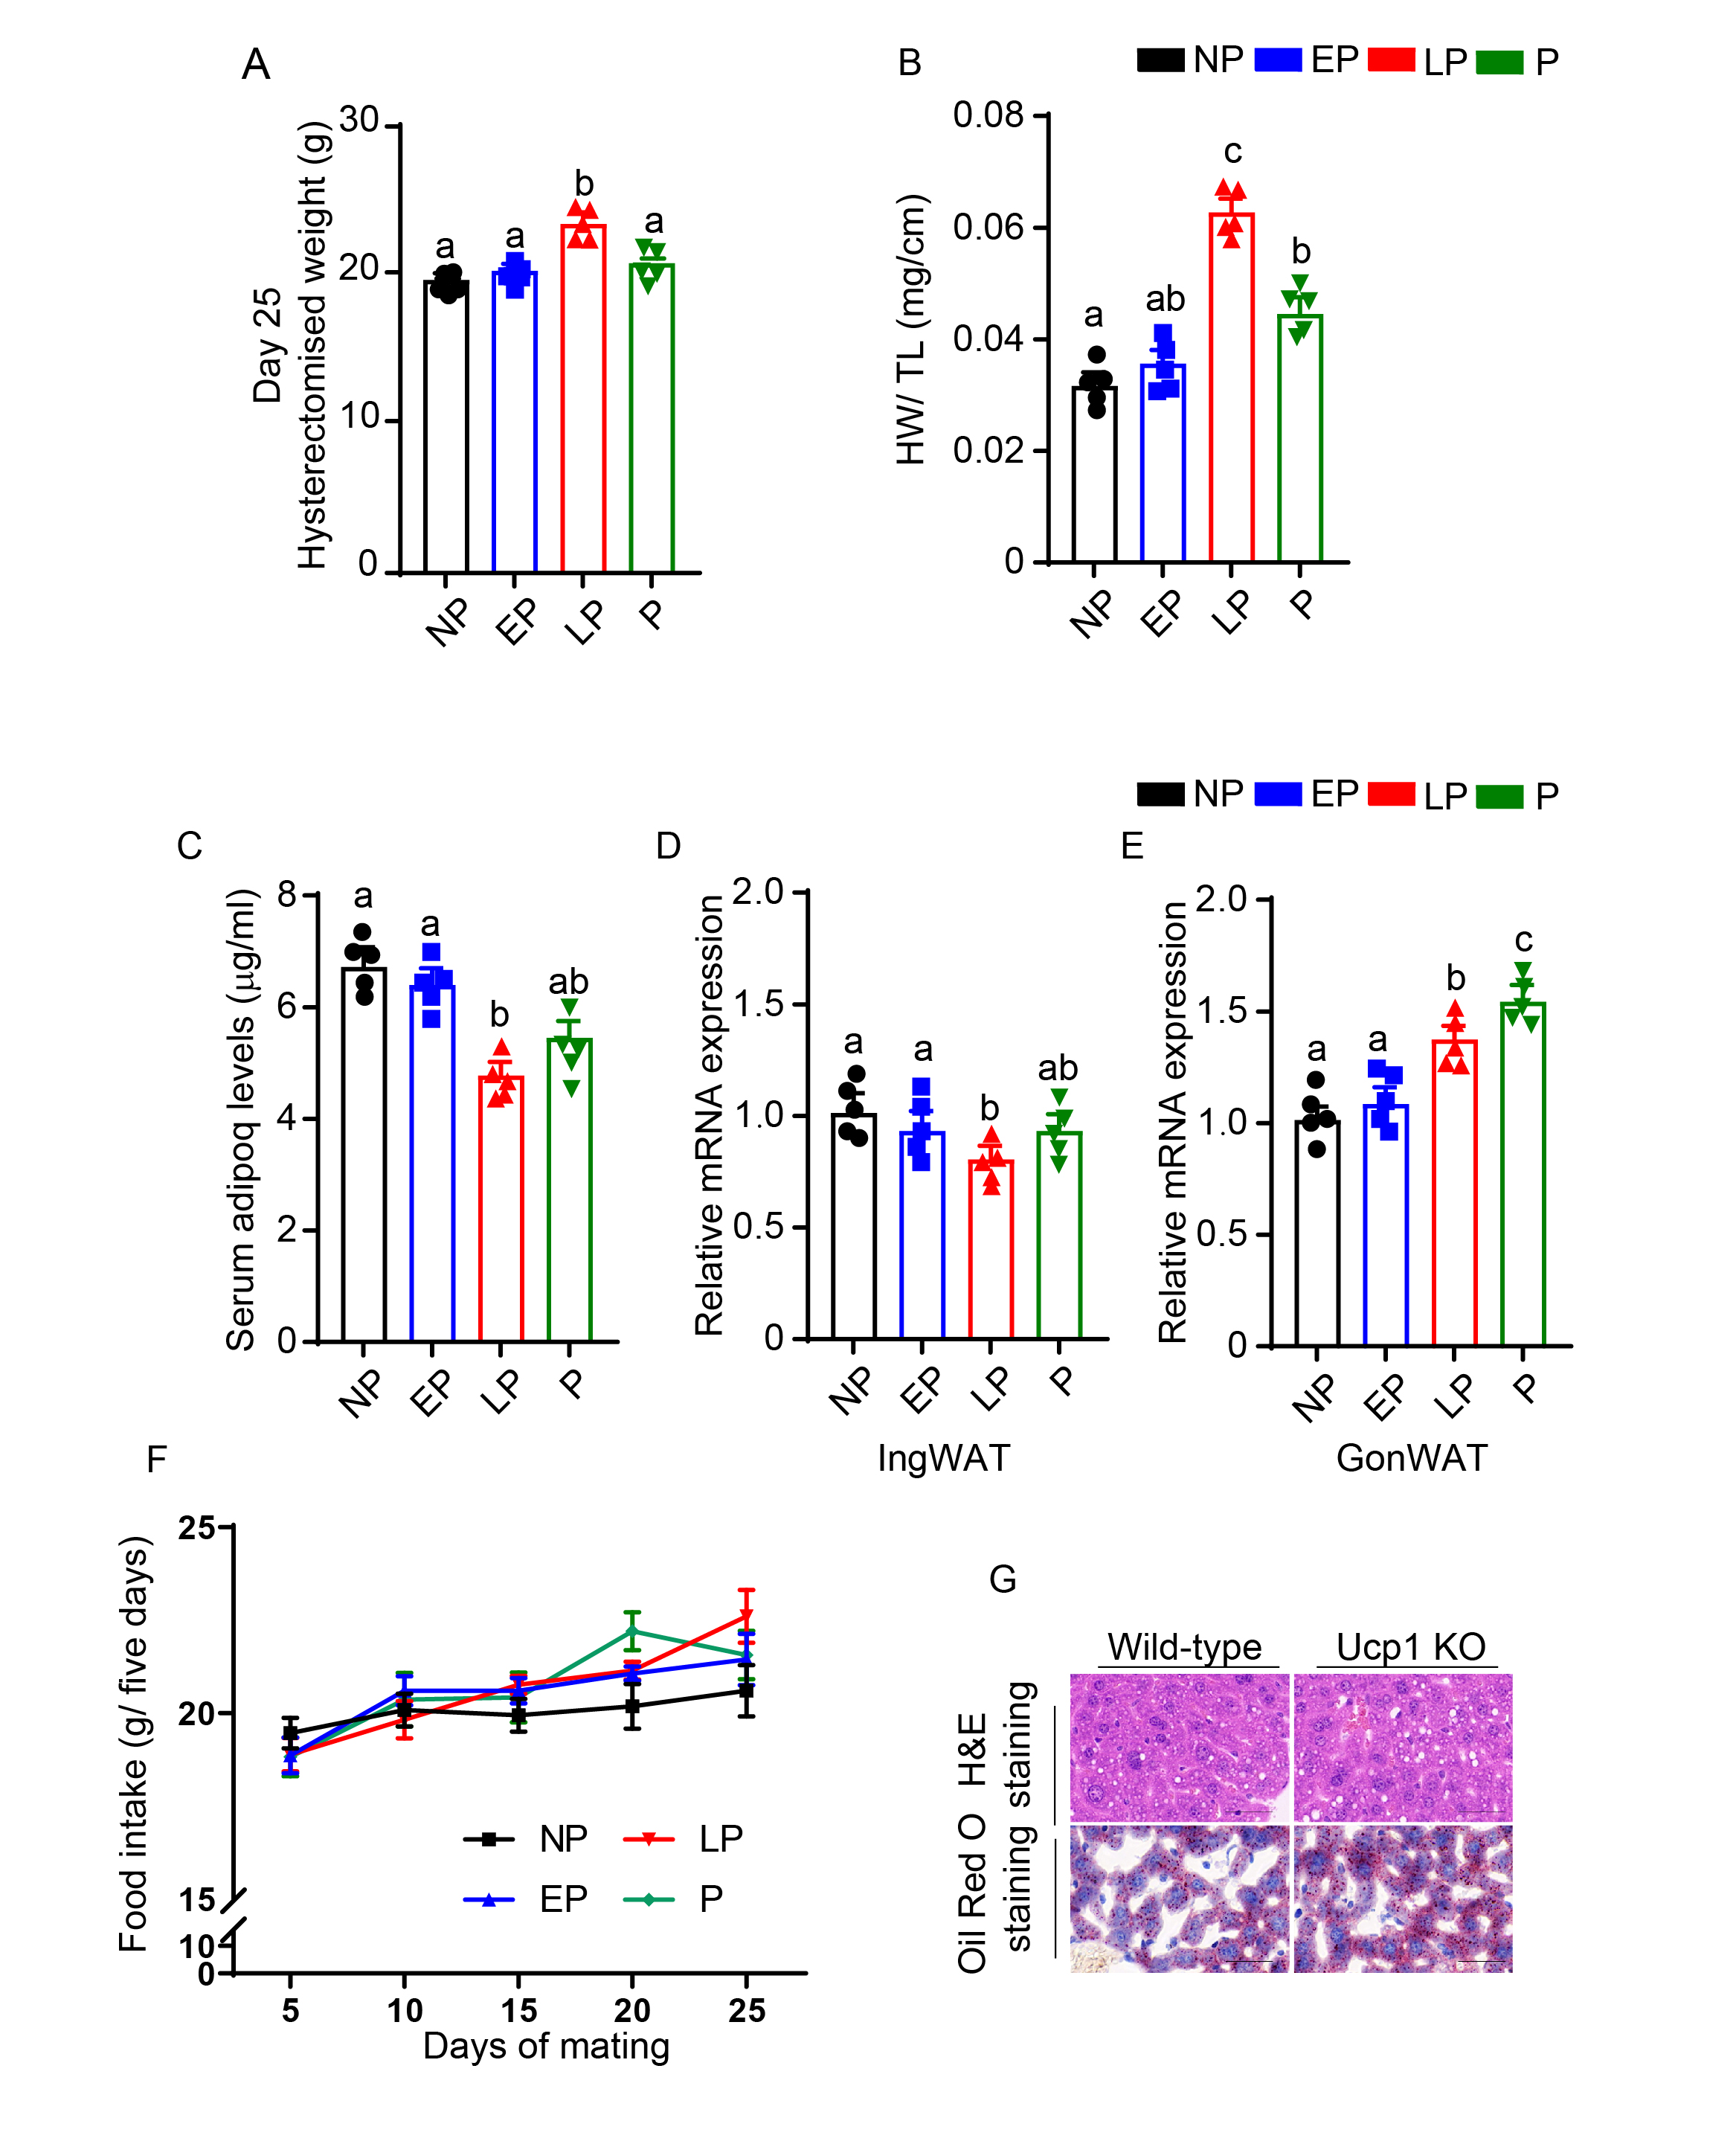 A
Day 25
Hysterectomised weight (g)
30
20
10
0
a
a
b
a
NP
EP
LP
P
B
NP EP LP P
HW/ TL (mg/cm)
0.08
0.06
0.04
0.02
0
a
ab
c
b
NP
EP
LP
P
NP EP LP P
C
Serum adipoq levels (µg/ml)
8
6
4
2
0
a
a
b
ab
NP
EP
LP
P
D
Relative mRNA expression
2.0
1.5
1.0
0.5
0
a
a
b
ab
NP
EP
LP
P
IngWAT
E
Relative mRNA expression
2.0
1.5
1.0
0.5
0
a
a
b
c
NP
EP
LP
P
GonWAT
F
Food intake (g/ five days)
25
20
15
10
0
NP LP
EP P
5 10 15 20 25
Days of mating
G
Wild-type Ucp1 KO
H&E
staining
Oil Red O
staining